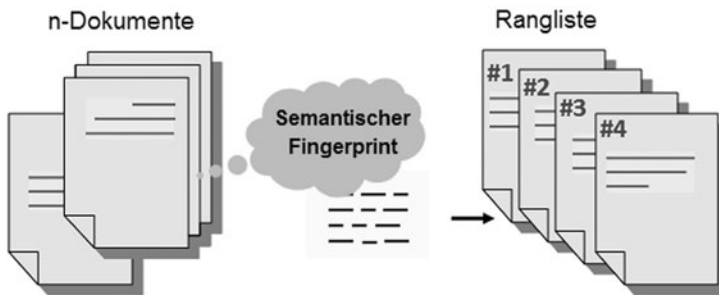 n-Dokumente
Rangliste
Semantischer
Fingerprint
#1
#2
#3
#4